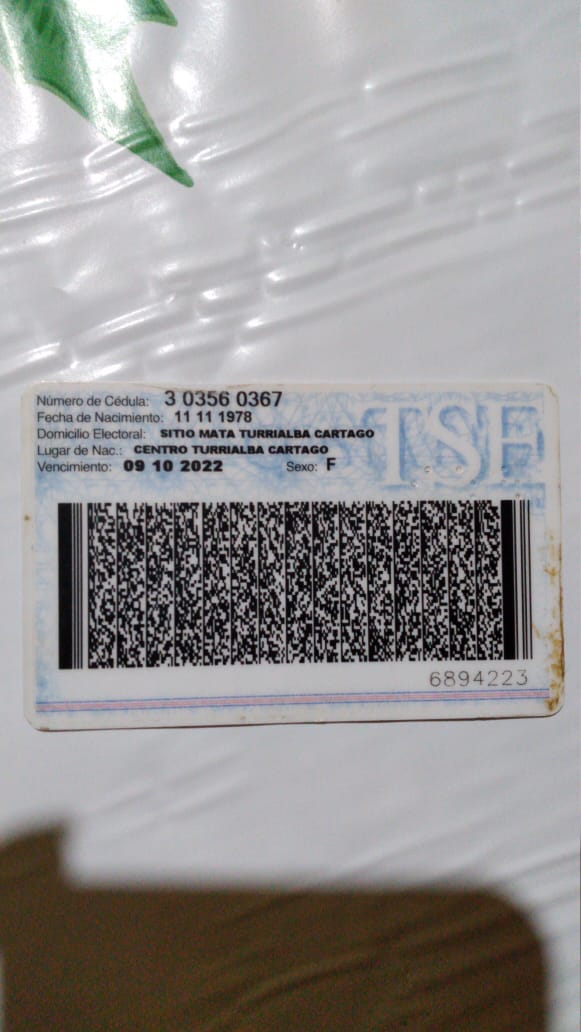 Número de Cédula: 3 0356 0367
Fecha de Nacimiento: 11 11 1978
Domicilio Electoral: SITIO MATA TURRIALBA CARTAGO
Lugar de Nac.: CENTRO TURRIALBA CARTAGO
Vencimiento: 09 10 2022 Sexo: F
TSE
6894223